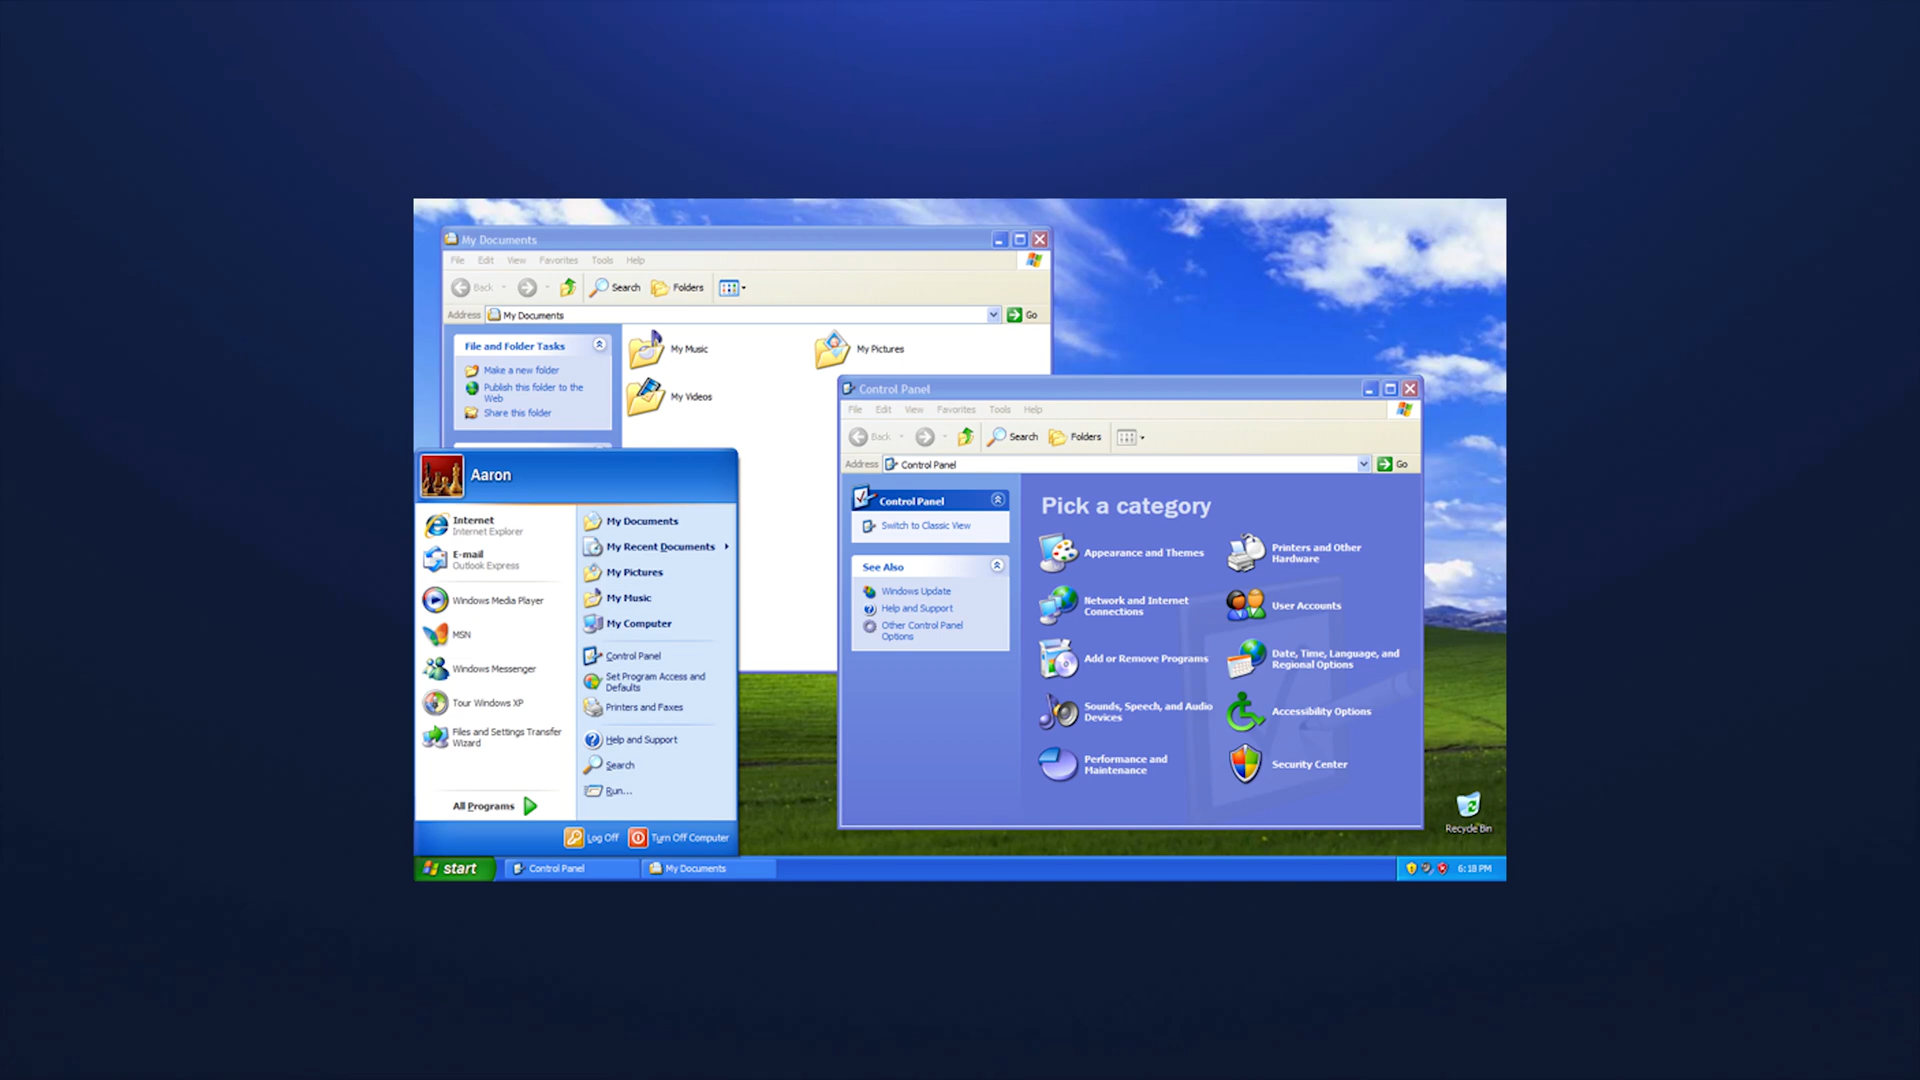 My Documents
File Edit View Favorites Tools Help
Back Search Folders
Address My Documents Go
File and Folder Tasks
Make a new folder
Publish this folder to the
Web
Share this folder
My Music My Pictures
My Videos
Control Panel
File Edit View Favorites Tools Help
Back Search Folders
Address Control Panel Go
Control Panel
Switch to Classic View
See Also
Windows Update
Help and Support
Other Control Panel
Options
Pick a category
Appearance and Themes
Printers and Other
Hardware
Network and Internet
Connections
User Accounts
Add or Remove Programs
Date, Time, Language, and
Regional Options
Sounds, Speech, and Audio
Devices
Accessibility Options
Performance and
Maintenance
Security Center
Aaron
Internet
Internet Explorer
E-mail
Outlook Express
Windows Media Player
MSN
Windows Messenger
Tour Windows XP
Files and Settings Transfer
Wizard
All Programs
My Documents
My Recent Documents
My Pictures
My Music
My Computer
Control Panel
Set Program Access and
Defaults
Printers and Faxes
Help and Support
Search
Run...
Log Off Turn Off Computer
Recycle Bin
start Control Panel My Documents 6:18 PM